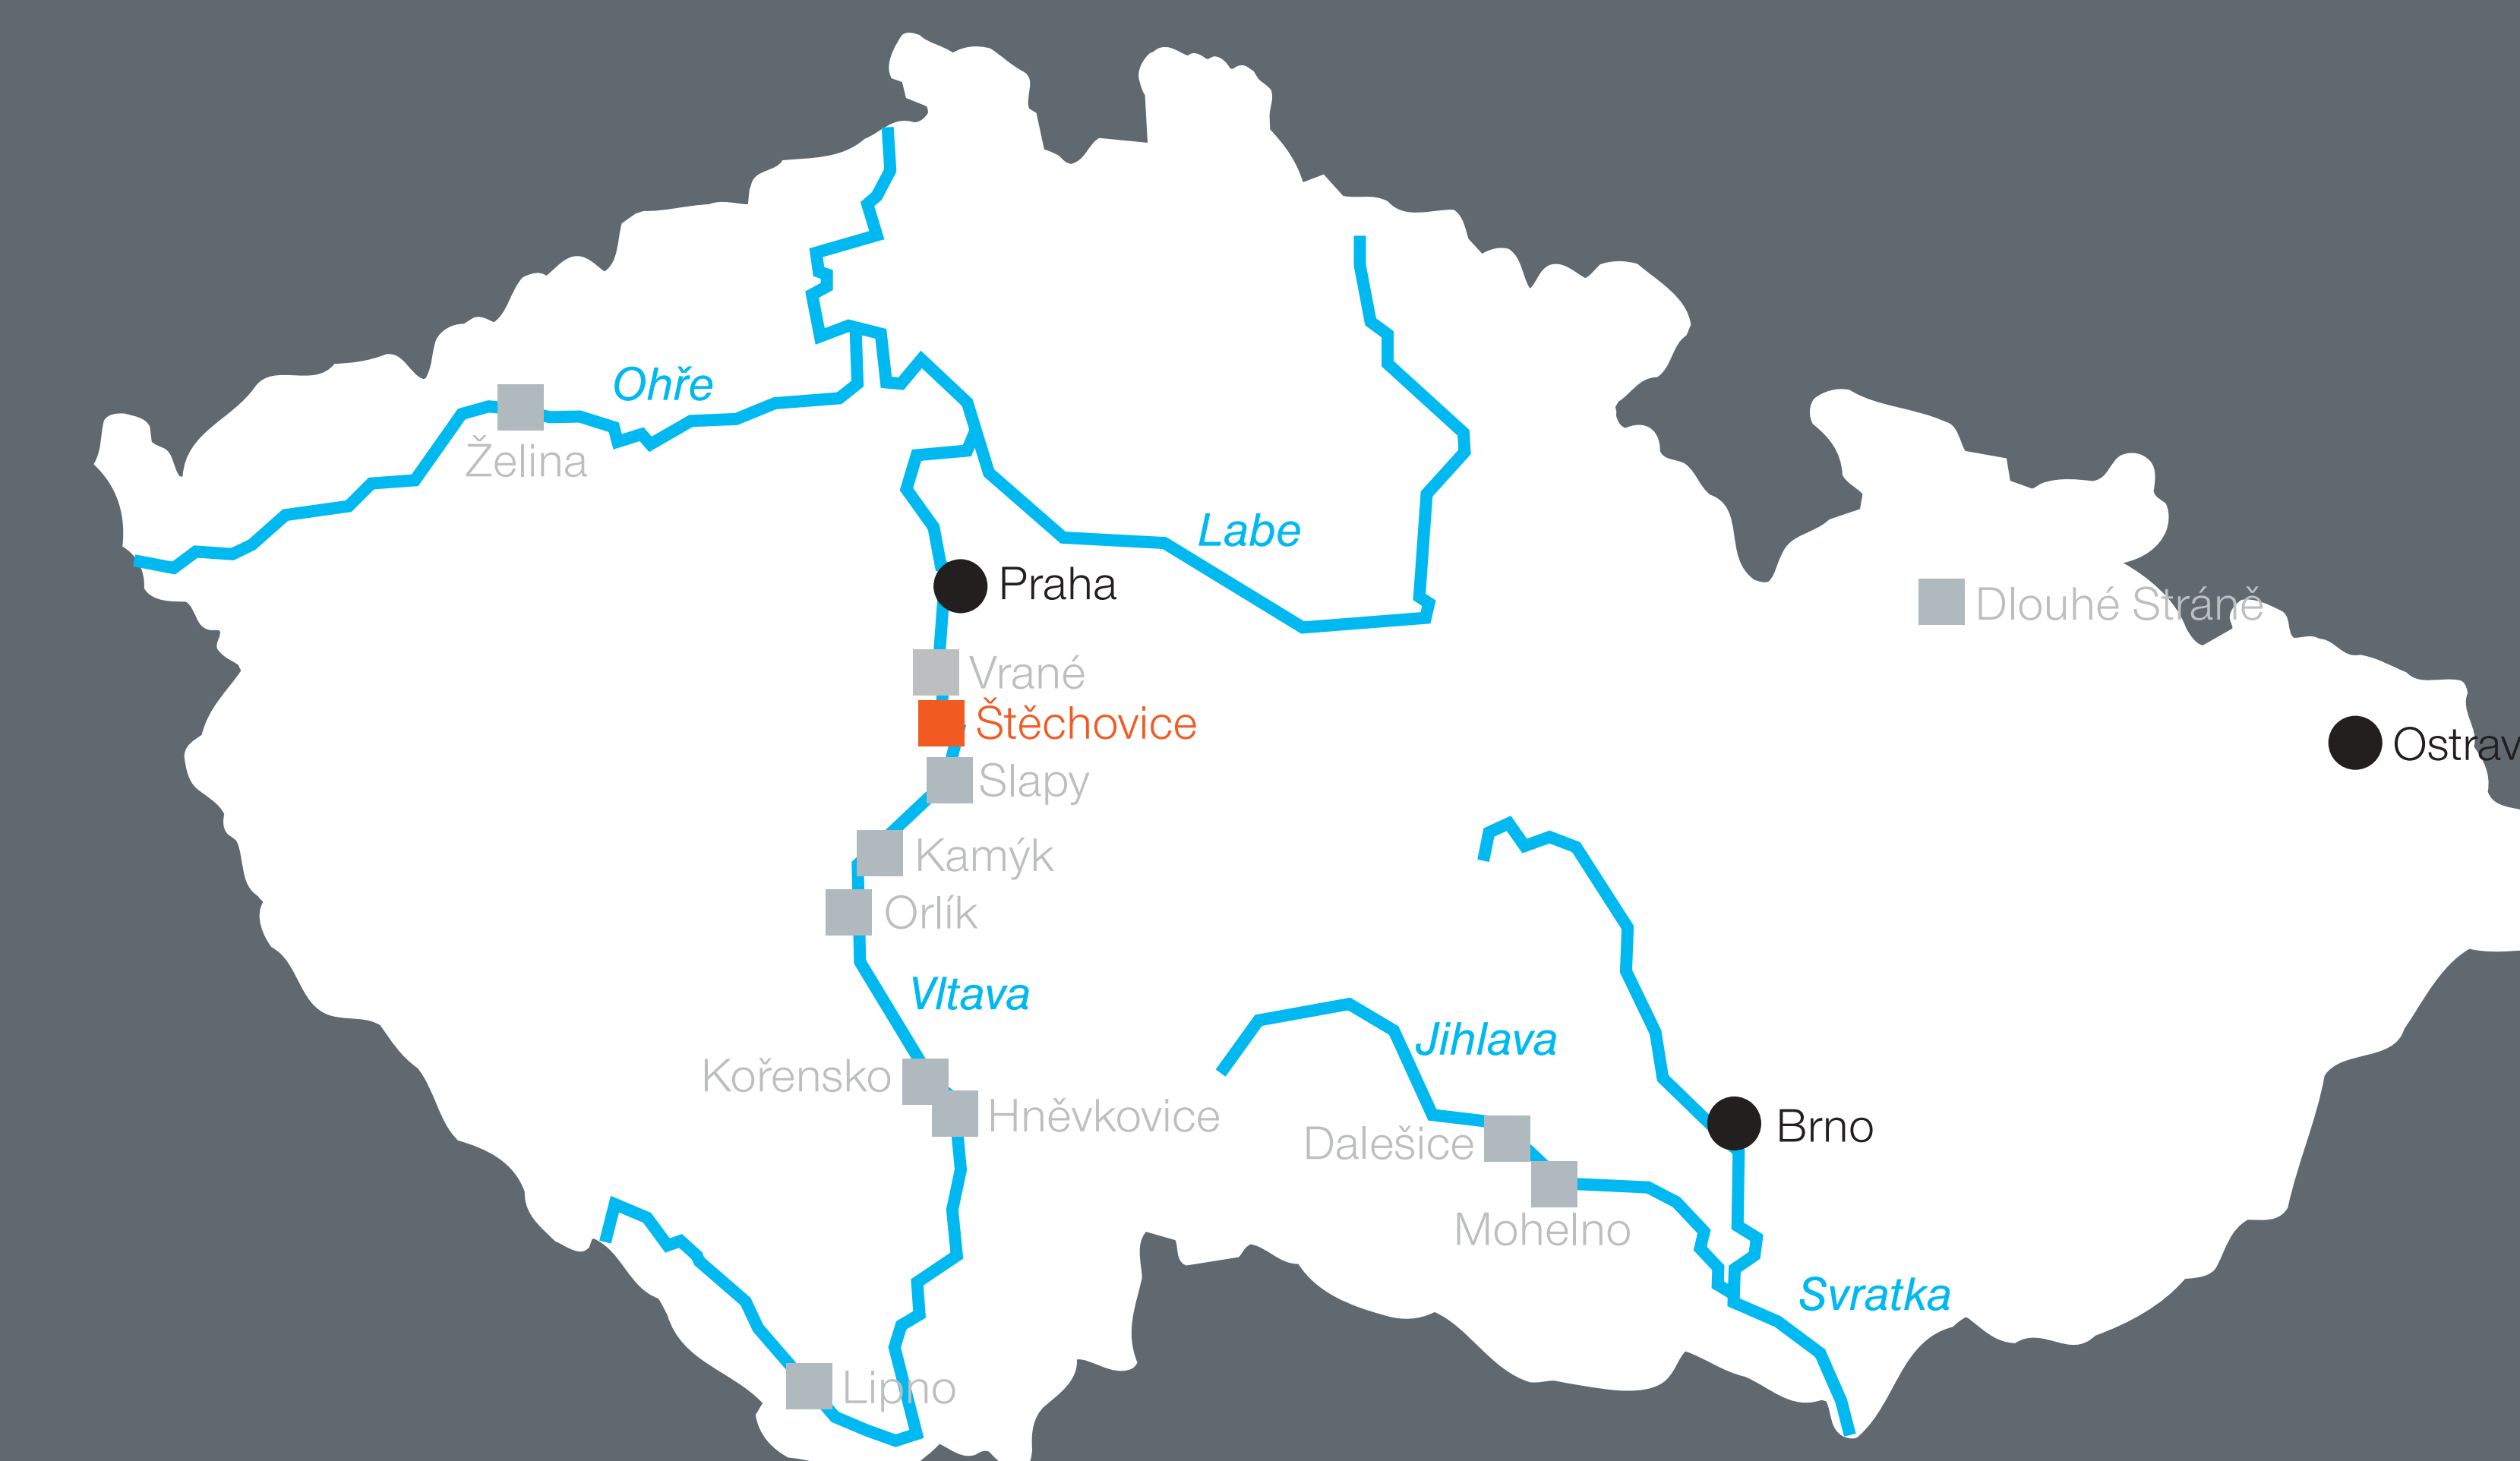 Ohře
Želina
Labe
Praha
Dlouhé Stráně
Vrané
Štěchovice
Ostrav
Slapy
Kamýk
Orlík
Vltava
Jihlava
Kořensko
Hněvkovice
Brno
Dalešice
Mohelno
Svratka
Lipno